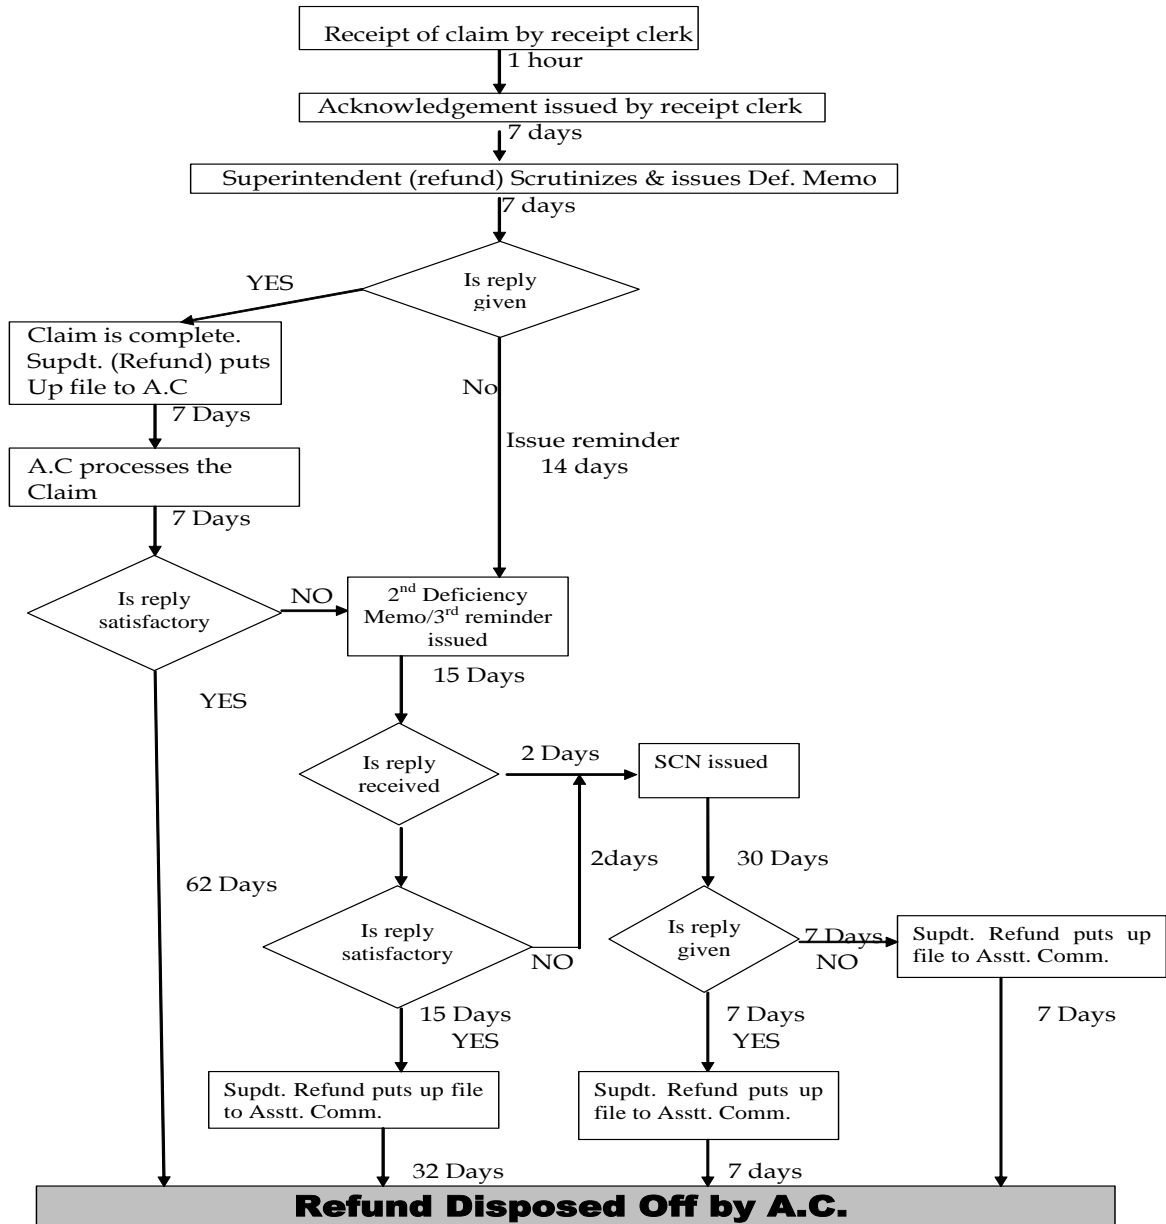 Receipt of claim by receipt clerk
1 hour
Acknowledgement issued by receipt clerk
7 days
Superintendent (refund) Scrutinizes & issues Def. Memo
7 days
Is reply
given
YES
Claim is complete.
Supdt. (Refund) puts
Up file to A.C
No
7 Days
Issue reminder
14 days
A.C processes the
Claim
7 Days
Is reply
satisfactory
NO
2nd Deficiency
Memo/3rd reminder
issued
15 Days
YES
Is reply
received
2 Days
SCN issued
2days
30 Days
62 Days
Is reply
satisfactory
NO
Is reply
given
7 Days
NO
Supdt. Refund puts up
file to Asstt. Comm.
15 Days
YES
7 Days
YES
7 Days
Supdt. Refund puts up file
to Asstt. Comm.
Supdt. Refund puts up
file to Asstt. Comm.
32 Days
7 days
Refund Disposed Off by A.C.